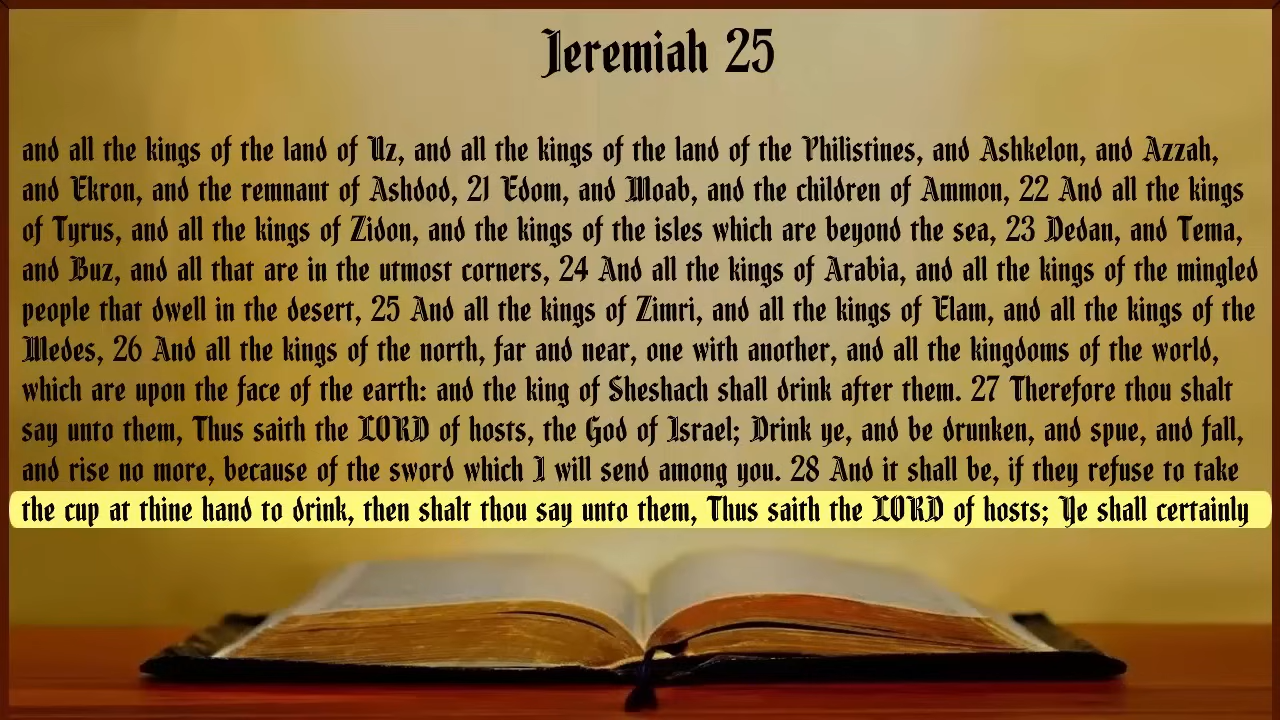 Jeremiah 25
and all the kings of the land of Uz, and all the kings of the land of the Philistines, and Ashkelon, and Azzah,
and Ekron, and the remnant of Ashdod, 21 Edom, and Moab, and the children of Ammon, 22 And all the kings
of Tyrus, and all the kings of Zidon, and the kings of the isles which are beyond the sea, 23 Dedan, and Tema,
and Buz, and all that are in the utmost corners, 24 And all the kings of Arabia, and all the kings of the mingled
people that dwell in the desert, 25 And all the kings of Zimri, and all the kings of Elam, and all the kings of the
Medes, 26 And all the kings of the north, far and near, one with another, and all the kingdoms of the world,
which are upon the face of the earth: and the king of Sheshach shall drink after them. 27 Therefore thou shalt
say unto them, Thus saith the LORD of hosts, the God of Israel; Drink ye, and be drunken, and spue, and fall,
and rise no more, because of the sword which I will send among you. 28 And it shall be, if they refuse to take
the cup at thine hand to drink, then shalt thou say unto them, Thus saith the LORD of hosts; Ye shall certainly